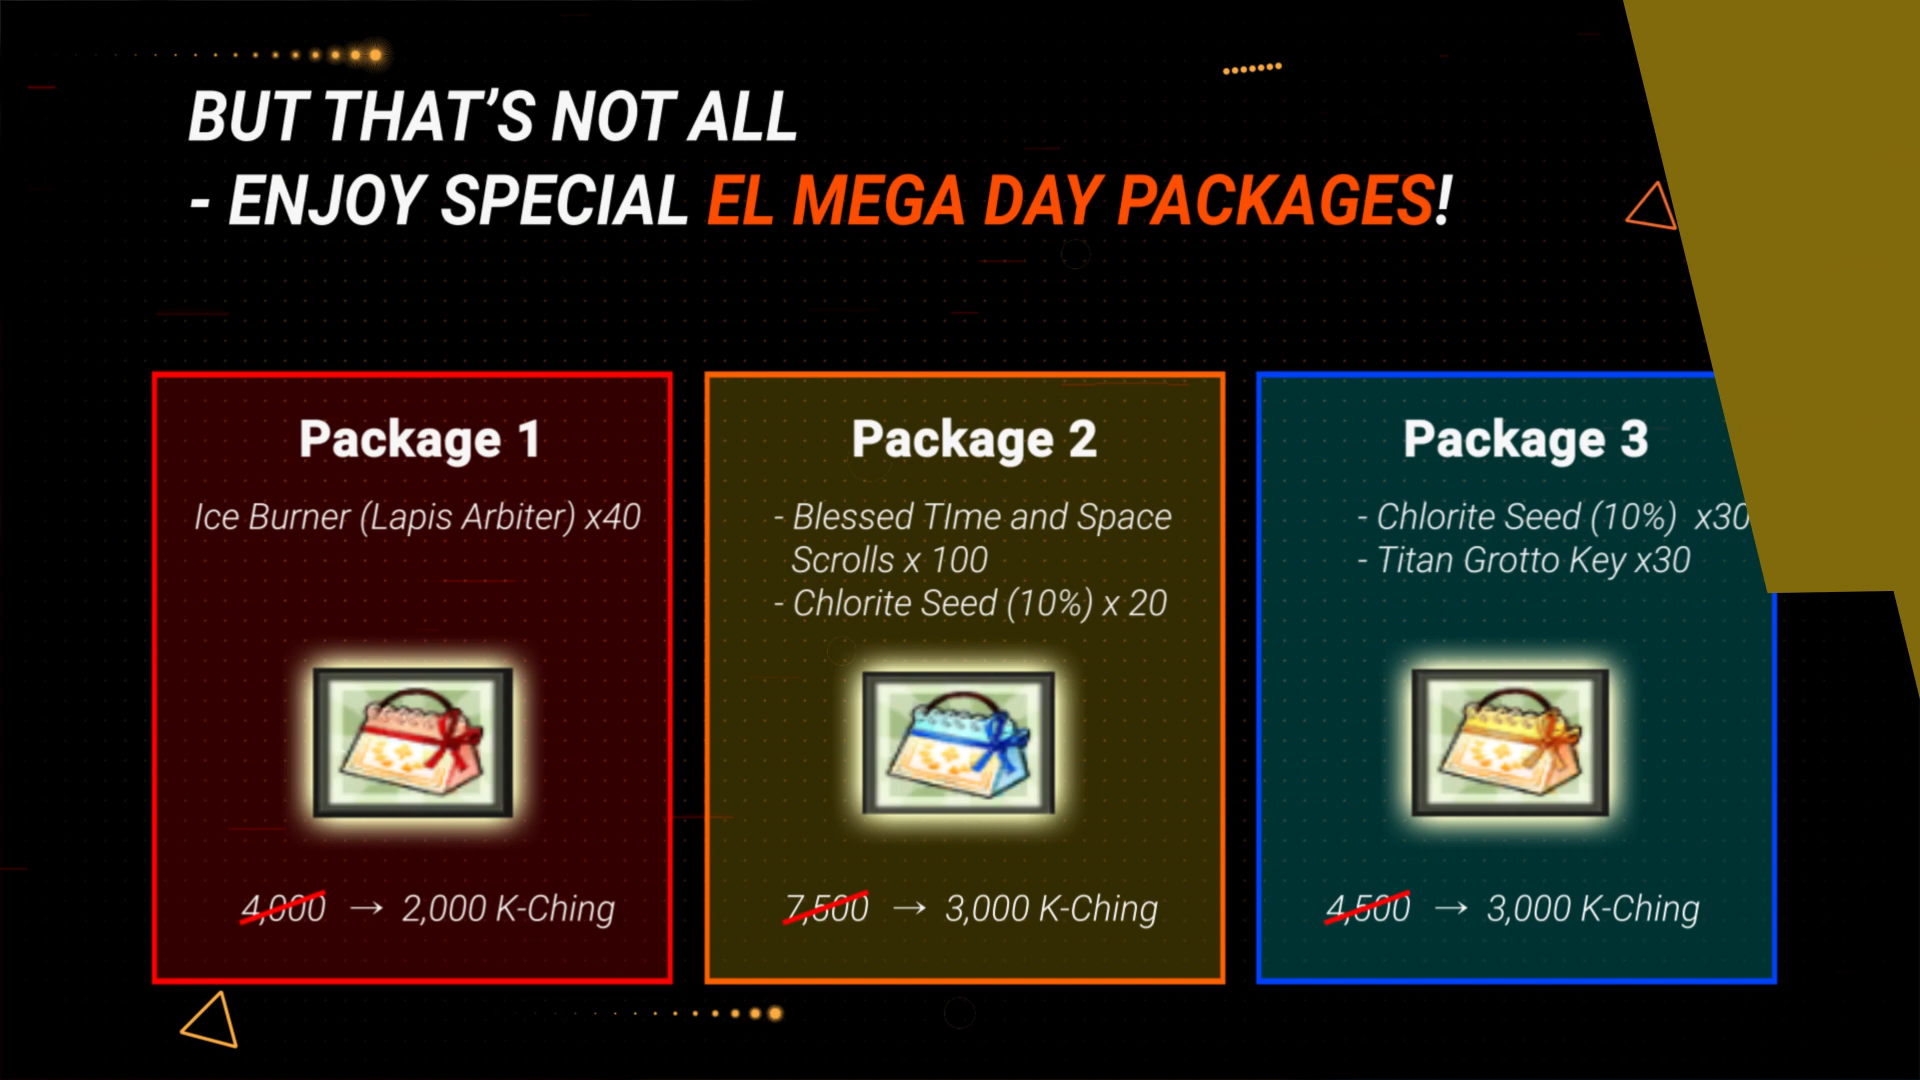 BUT THAT’S NOT ALL
- ENJOY SPECIAL EL MEGA DAY PACKAGES!
Package 1
Ice Burner (Lapis Arbiter) x40
4,000 → 2,000 K-Ching
Package 2
- Blessed TIme and Space
Scrolls x 100
- Chlorite Seed (10%) x 20
7,500 → 3,000 K-Ching
Package 3
- Chlorite Seed (10%) x30
- Titan Grotto Key x30
4,500 → 3,000 K-Ching